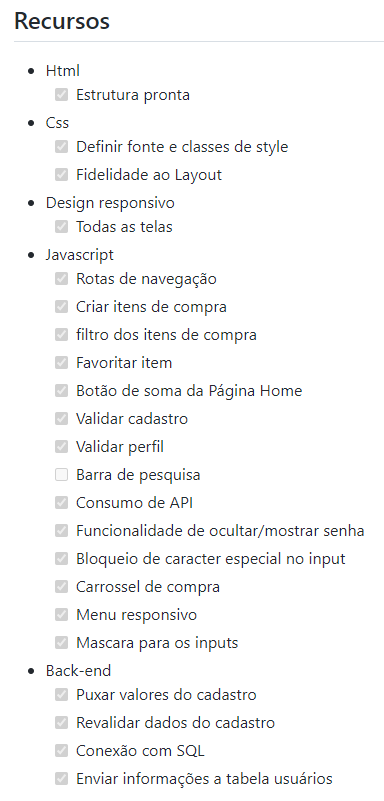 Recursos
Html
Estrutura pronta
Css
Definir fonte e classes de style
Fidelidade ao Layout
Design responsivo
Todas as telas
Javascript
Rotas de navegação
Criar itens de compra
filtro dos itens de compra
Favoritar item
Botão de soma da Página Home
Validar cadastro
Validar perfil
Barra de pesquisa
Consumo de API
Funcionalidade de ocultar/mostrar senha
Bloqueio de caracter especial no input
Carrossel de compra
Menu responsivo
Mascara para os inputs
Back-end
Puxar valores do cadastro
Revalidar dados do cadastro
Conexão com SQL
Enviar informações a tabela usuários